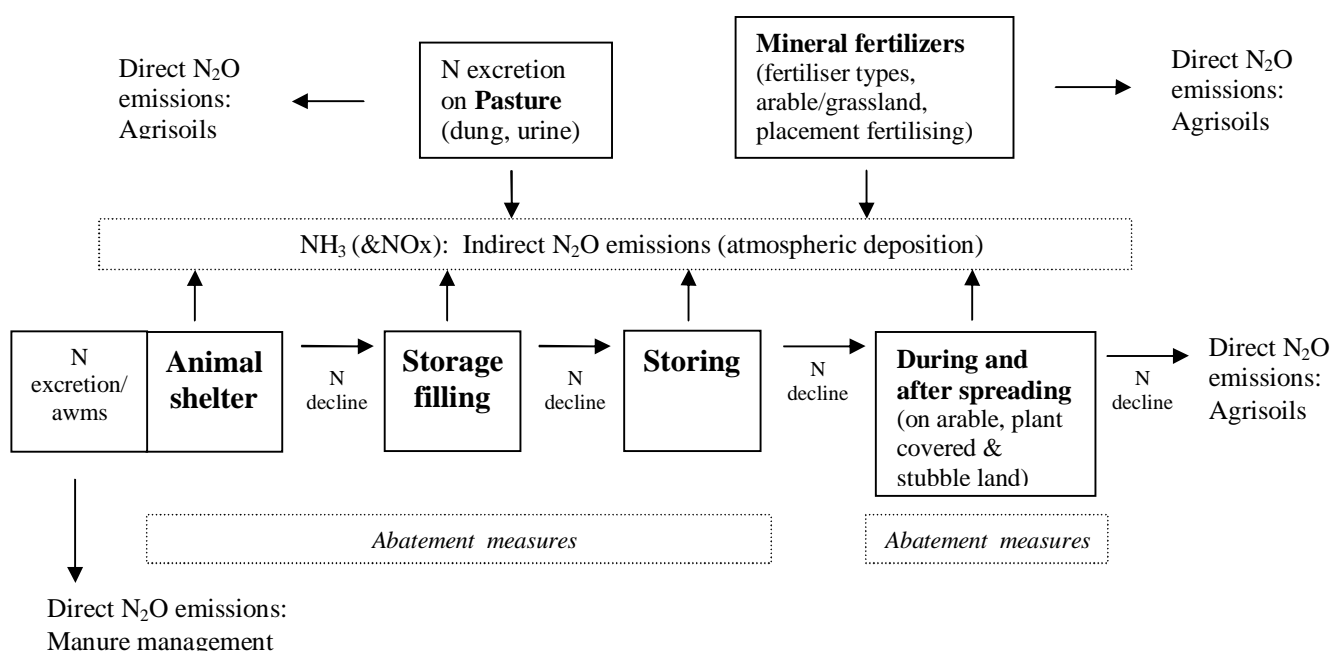 Direct N₂O
emissions:
Agrisoils
N excretion
on Pasture
(dung, urine)
Mineral fertilizers
(fertiliser types,
arable/grassland,
placement fertilising)
Direct N₂O
emissions:
Agrisoils
NH₃ (&NOx): Indirect N₂O emissions (atmospheric deposition)
N
excretion/
awms
Animal
shelter
N
decline
Storage
filling
N
decline
Storing
N
decline
During and
after spreading
(on arable, plant
covered &
stubble land)
N
decline
Direct N₂O
emissions:
Agrisoils
Abatement measures
Abatement measures
Direct N₂O emissions:
Manure management